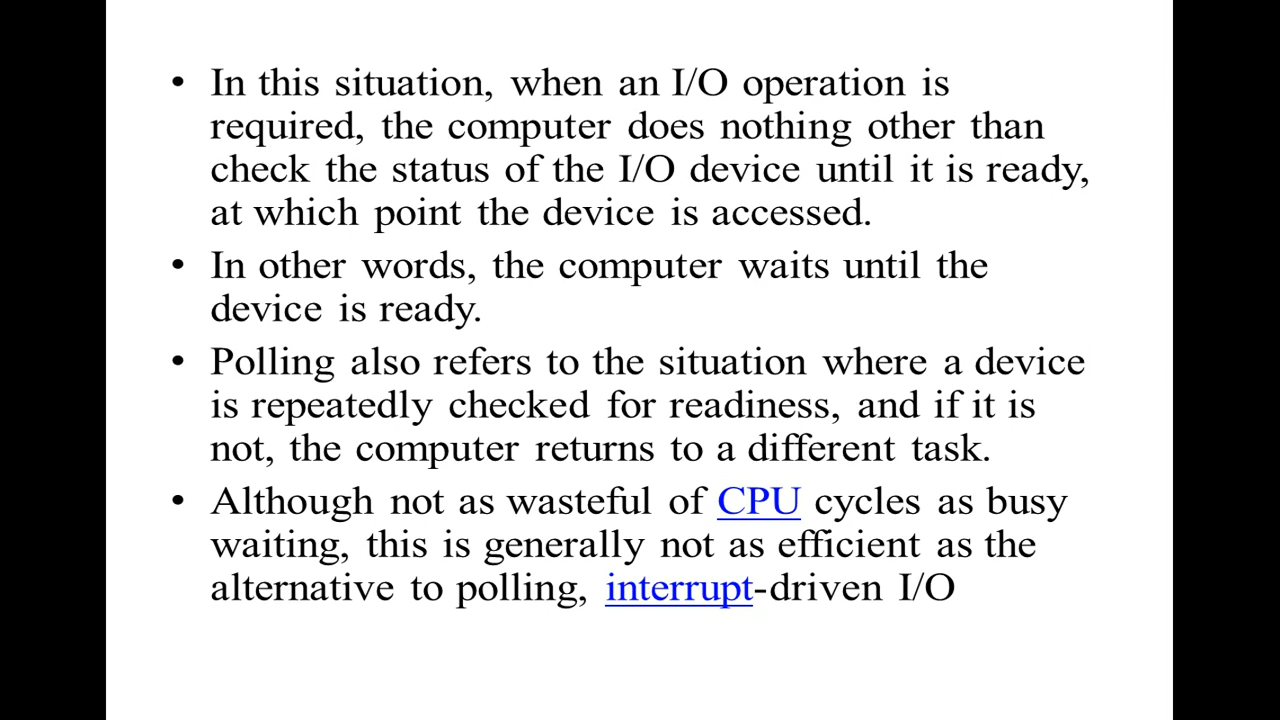 • In this situation, when an I/O operation is
required, the computer does nothing other than
check the status of the I/O device until it is ready,
at which point the device is accessed.
• In other words, the computer waits until the
device is ready.
• Polling also refers to the situation where a device
is repeatedly checked for readiness, and if it is
not, the computer returns to a different task.
• Although not as wasteful of CPU cycles as busy
waiting, this is generally not as efficient as the
alternative to polling, interrupt-driven I/O